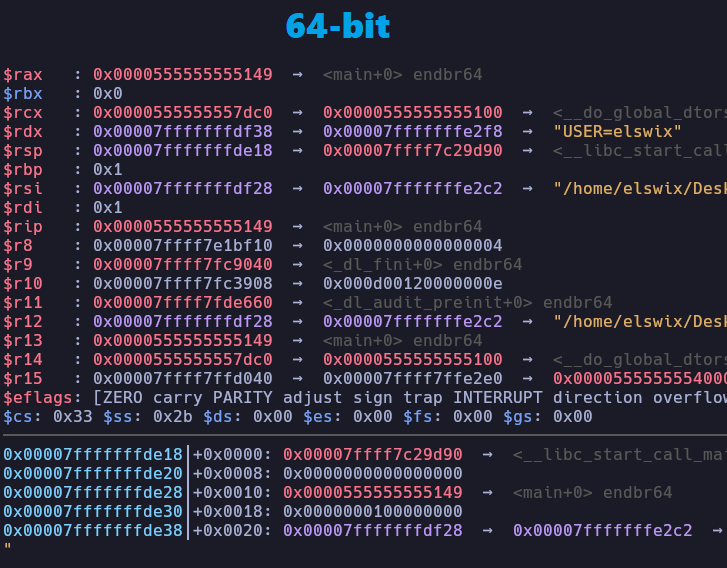 64-bit
$rax   : 0x0000555555555149  →  <main+0> endbr64
$rbx   : 0x0
$rcx   : 0x0000555555557dc0  →  0x0000555555555100  →  <__do_global_dtors
$rdx   : 0x00007fffffffdf38  →  0x00007fffffffe2f8  →  "USER=elswix"
$rsp   : 0x00007fffffffde18  →  0x00007ffff7c29d90  →  <__libc_start_call
$rbp   : 0x1
$rsi   : 0x00007fffffffdf28  →  0x00007fffffffe2c2  →  "/home/elswix/Desk
$rdi   : 0x1
$rip   : 0x0000555555555149  →  <main+0> endbr64
$r8    : 0x00007ffff7e1bf10  →  0x0000000000000004
$r9    : 0x00007ffff7fc9040  →  <_dl_fini+0> endbr64
$r10   : 0x00007ffff7fc3908  →  0x000d00120000000e
$r11   : 0x00007ffff7fde660  →  <_dl_audit_preinit+0> endbr64
$r12   : 0x00007fffffffdf28  →  0x00007fffffffe2c2  →  "/home/elswix/Desk
$r13   : 0x0000555555555149  →  <main+0> endbr64
$r14   : 0x0000555555557dc0  →  0x0000555555555100  →  <__do_global_dtors
$r15   : 0x00007ffff7ffd040  →  0x00007ffff7ffe2e0  →  0x0000555555554000
$eflags: [ZERO carry PARITY adjust sign trap INTERRUPT direction overflow
$cs: 0x33 $ss: 0x2b $ds: 0x00 $es: 0x00 $fs: 0x00 $gs: 0x00
0x00007fffffffde18│+0x0000: 0x00007ffff7c29d90  →  <__libc_start_call_mai
0x00007fffffffde20│+0x0008: 0x0000000000000000
0x00007fffffffde28│+0x0010: 0x0000555555555149  →  <main+0> endbr64
0x00007fffffffde30│+0x0018: 0x0000000100000000
0x00007fffffffde38│+0x0020: 0x00007fffffffdf28  →  0x00007fffffffe2c2  →
"